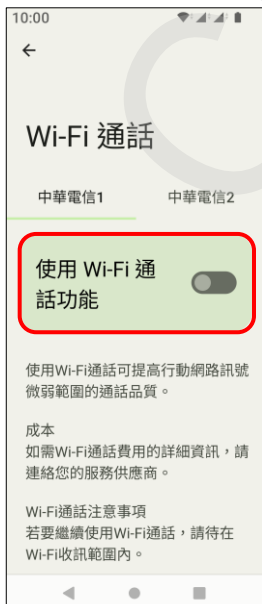 10:00
Wi-Fi 通話
中華電信1 中華電信2
使用 Wi-Fi 通
話功能
使用Wi-Fi通話可提高行動網路訊號
微弱範圍的通話品質。
成本
如需Wi-Fi通話費用的詳細資訊，請
連絡您的服務供應商。
Wi-Fi通話注意事項
若要繼續使用Wi-Fi通話，請待在
Wi-Fi收訊範圍內。